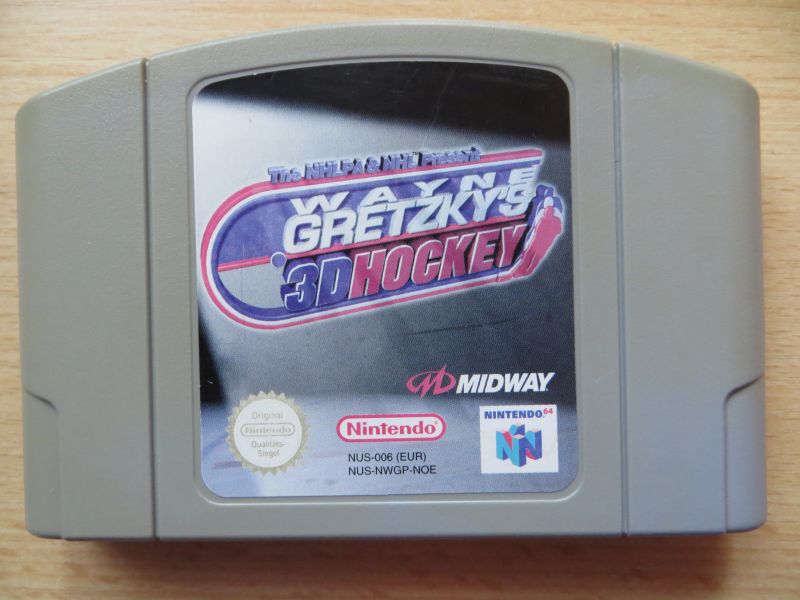 The NHLPA & NHL™ Present
WAYNE
GRETZKY'S
3D HOCKEY
MIDWAY
Original
Nintendo
Qualitäts-
Siegel
Nintendo
NUS-006 (EUR)
NUS-NWGP-NOE
NINTENDO64